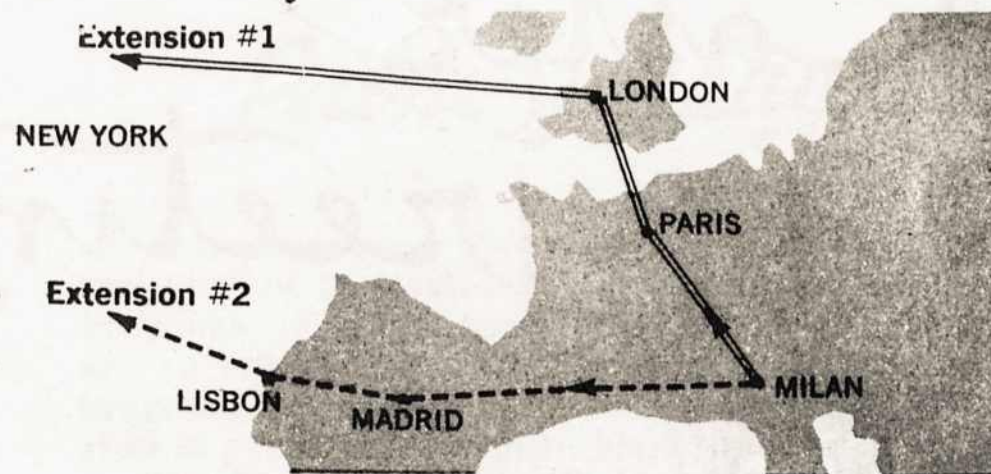 Extension #1
LONDON
NEW YORK
PARIS
Extension #2
MILAN
LISBON
MADRID